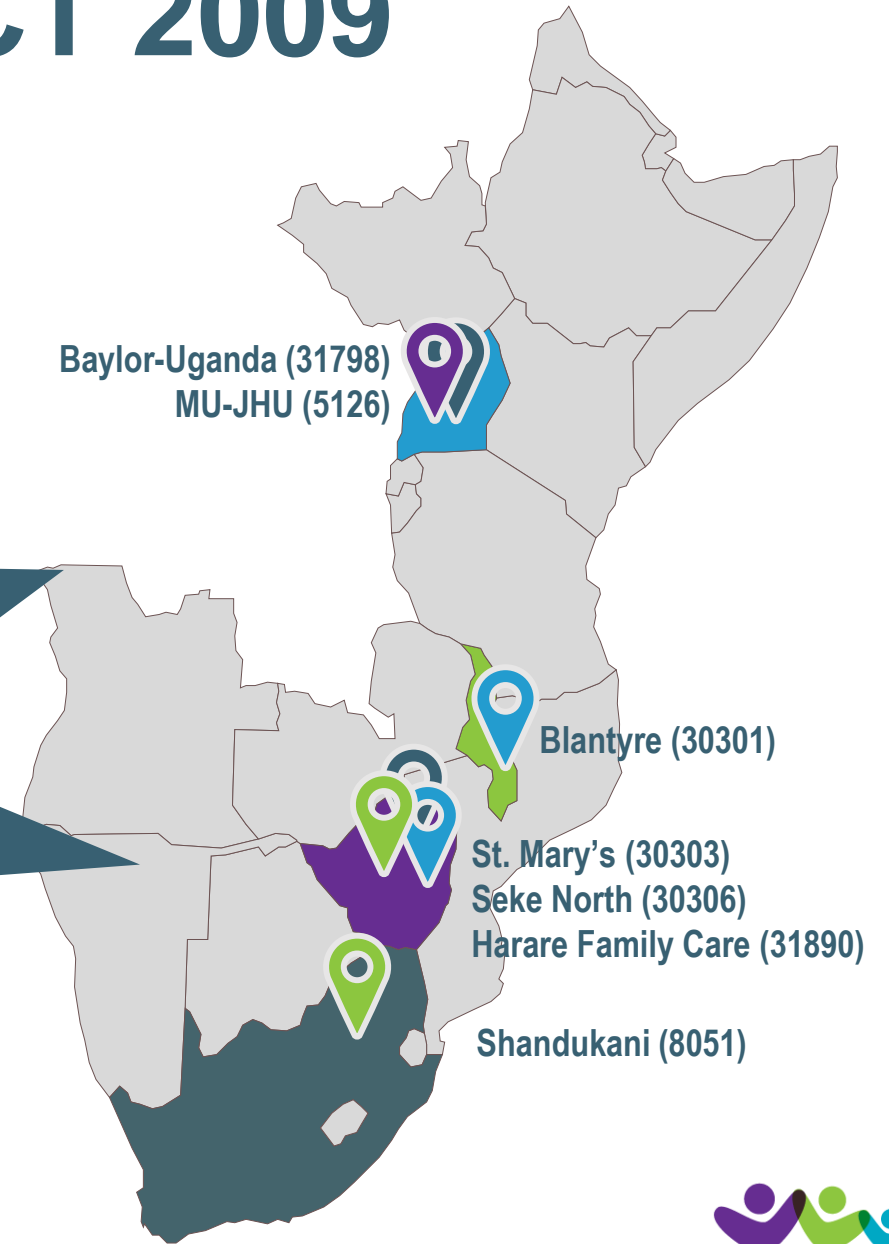 CT 2009
Baylor-Uganda (31798)
MU-JHU (5126)
Blantyre (30301)
St. Mary's (30303)
Seke North (30306)
Harare Family Care (31890)
Shandukani (8051)